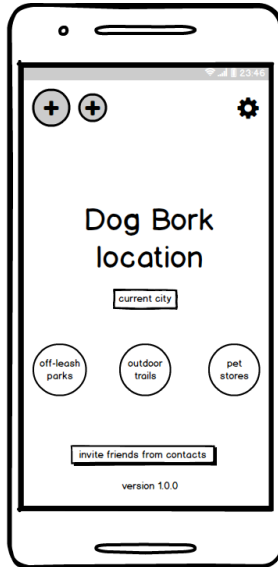 23:46
Dog Bork
location
current city
off-leash
parks
outdoor
trails
pet
stores
invite friends from contacts
version 1.0.0